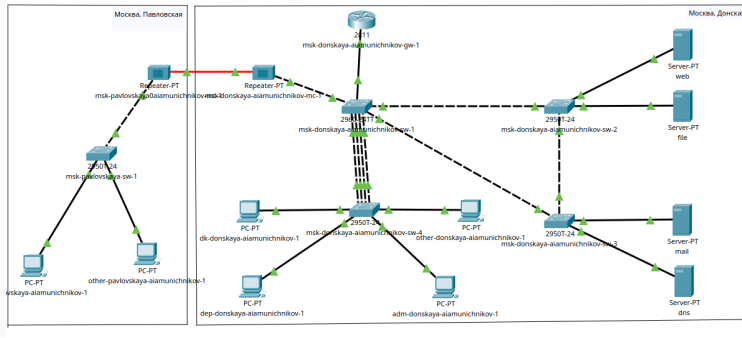 Москва, Павловская
Москва, Донска
2811
msk-donskaya-aiamunichnikov-gw-1
Server-PT
web
Repeater-PT
Repeater-PT
msk-donskaya-aiamunichnikov-mc-1
msk-donskaya-aiamunichnikov-sw-1
2950T-24
msk-donskaya-aiamunichnikov-sw-2
Server-PT
file
2950T-24
msk-pavlovskaya-sw-1
PC-PT
dk-donskaya-aiamunichnikov-1
2950T-24
msk-donskaya-aiamunichnikov-sw-4
PC-PT
other-donskaya-aiamunichnikov-1
2950T-24
msk-donskaya-aiamunichnikov-sw-3
Server-PT
mail
PC-PT
vskaya-aiamunichnikov-1
PC-PT
other-pavlovskaya-aiamunichnikov-1
PC-PT
dep-donskaya-aiamunichnikov-1
PC-PT
adm-donskaya-aiamunichnikov-1
Server-PT
dns